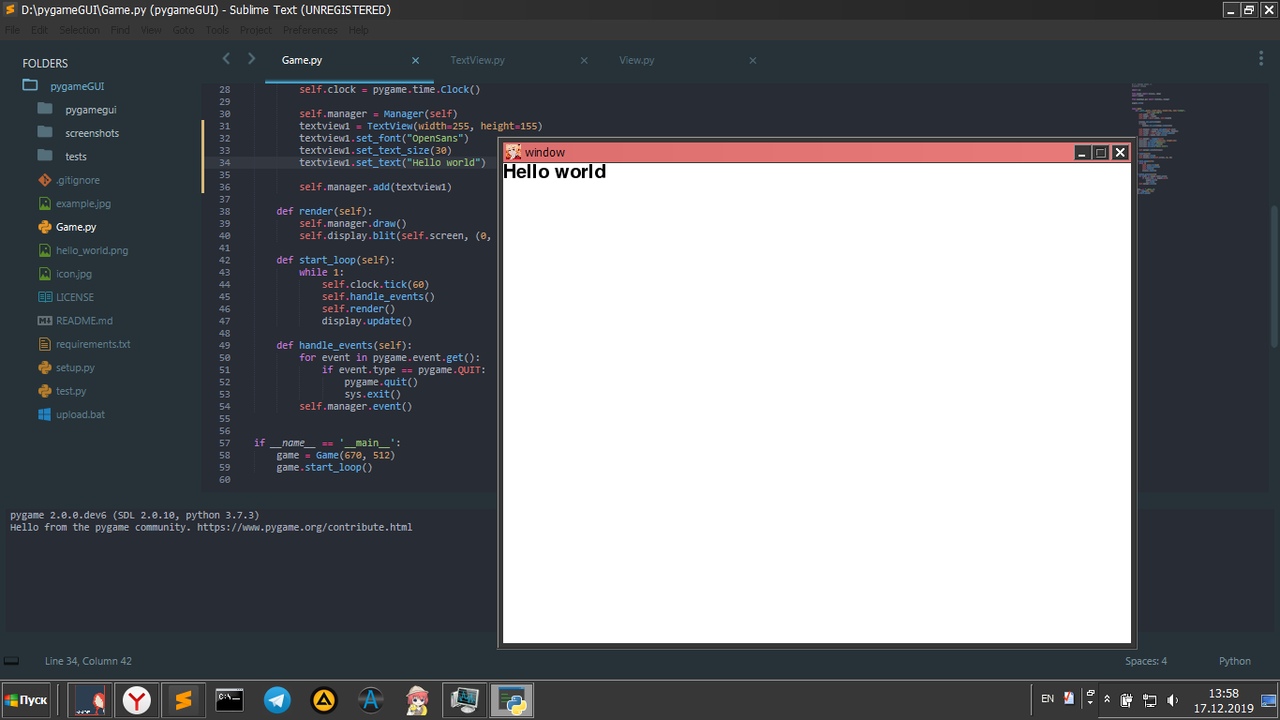 D:\pygameGUI\Game.py (pygameGUI) - Sublime Text (UNREGISTERED)
File Edit Selection Find View Goto Tools Project Preferences Help
FOLDERS
pygameGUI
pygamegui
screenshots
tests
.gitignore
example.jpg
Game.py
hello_world.png
icon.jpg
LICENSE
README.md
requirements.txt
setup.py
test.py
upload.bat
Game.py TextView.py View.py
28 self.clock = pygame.time.Clock()
29
30 self.manager = Manager(self)
31 textview1 = TextView(width=255, height=155)
32 textview1.set_font("OpenSans")
33 textview1.set_text_size(30)
34 textview1.set_text("Hello world")
35
36 self.manager.add(textview1)
37
38 def render(self):
39 self.manager.draw()
40 self.display.blit(self.screen, (0,
41
42 def start_loop(self):
43 while 1:
44 self.clock.tick(60)
45 self.handle_events()
46 self.render()
47 display.update()
48
49 def handle_events(self):
50 for event in pygame.event.get():
51 if event.type == pygame.QUIT:
52 pygame.quit()
53 sys.exit()
54 self.manager.event()
55
56
57 if __name__ == '__main__':
58 game = Game(670, 512)
59 game.start_loop()
60
window
Hello world
pygame 2.0.0.dev6 (SDL 2.0.10, python 3.7.3)
Hello from the pygame community. https://www.pygame.org/contribute.html
Line 34, Column 42
Spaces: 4 Python
Пуск
EN
13:58
17.12.2019